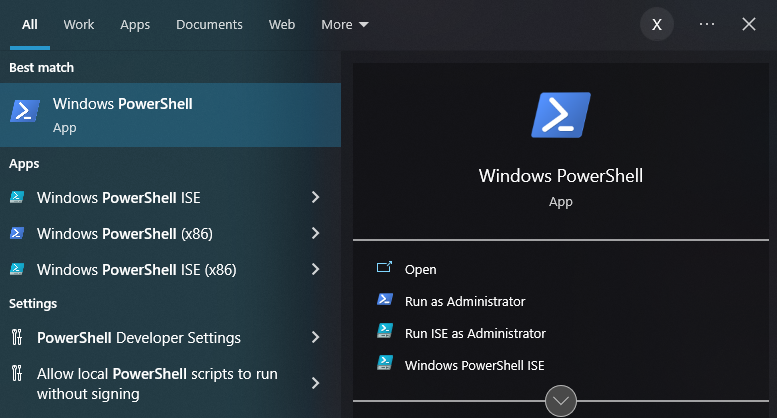 All Work Apps Documents Web More X
Best match
Windows PowerShell
App
Apps
Windows PowerShell ISE
Windows PowerShell (x86)
Windows PowerShell ISE (x86)
Settings
PowerShell Developer Settings
Allow local PowerShell scripts to run
without signing
Windows PowerShell
App
Open
Run as Administrator
Run ISE as Administrator
Windows PowerShell ISE